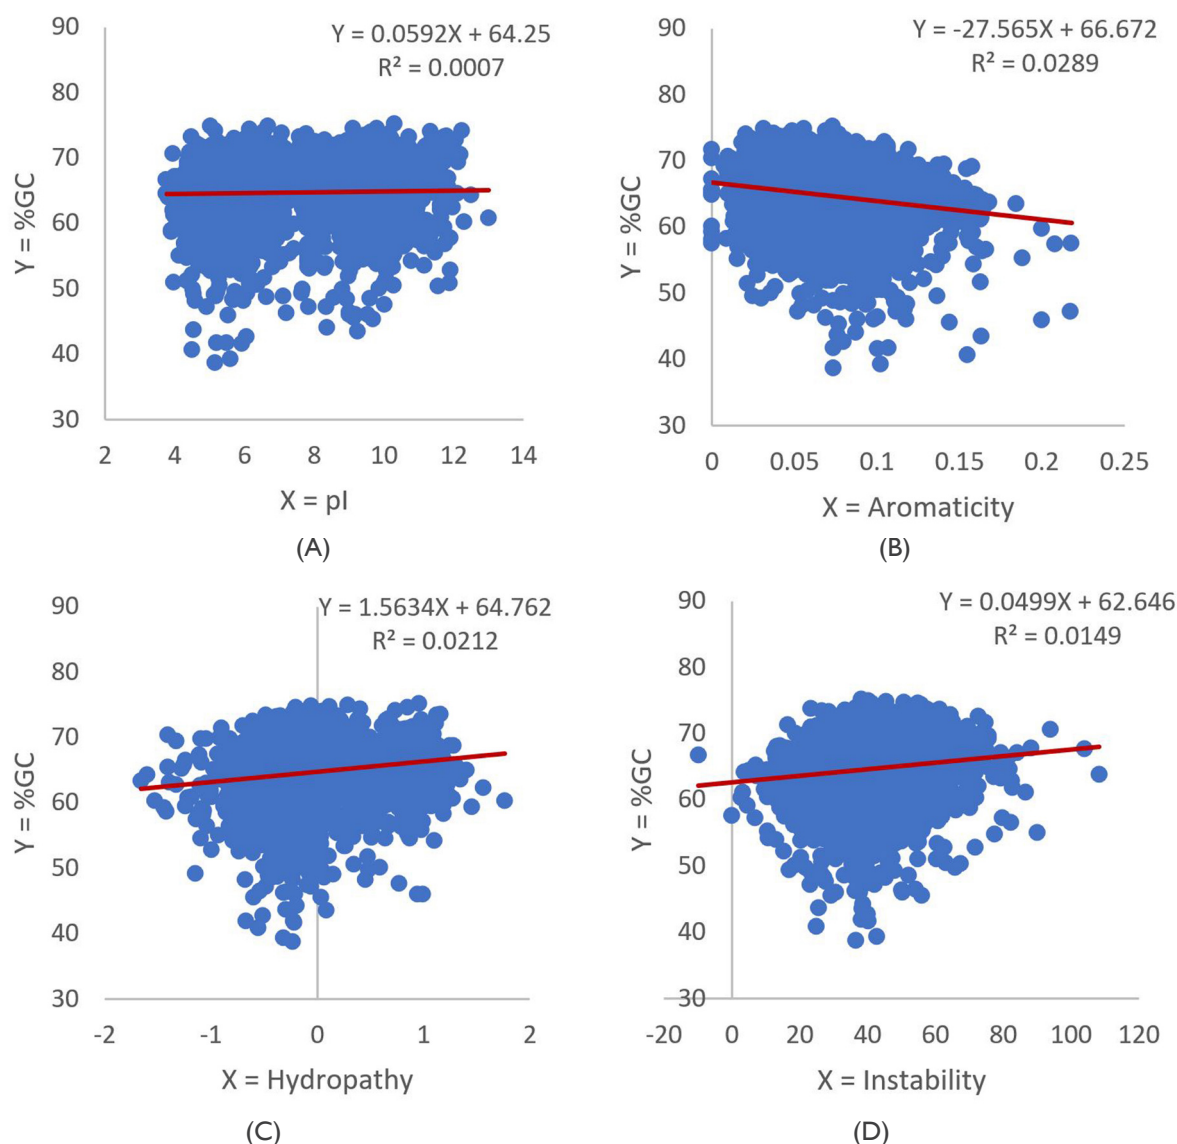 Y = 0.0592X + 64.25
R² = 0.0007
90
80
70
60
50
40
30
Y = %GC
2 4 6 8 10 12 14
X = pI
(A)
Y = -27.565X + 66.672
R² = 0.0289
90
80
70
60
50
40
30
Y = %GC
0 0.05 0.1 0.15 0.2 0.25
X = Aromaticity
(B)
Y = 1.5634X + 64.762
R² = 0.0212
90
80
70
60
50
40
30
Y = %GC
-2 -1 0 1 2
X = Hydropathy
(C)
Y = 0.0499X + 62.646
R² = 0.0149
90
80
70
60
50
40
30
Y = %GC
-20 0 20 40 60 80 100 120
X = Instability
(D)